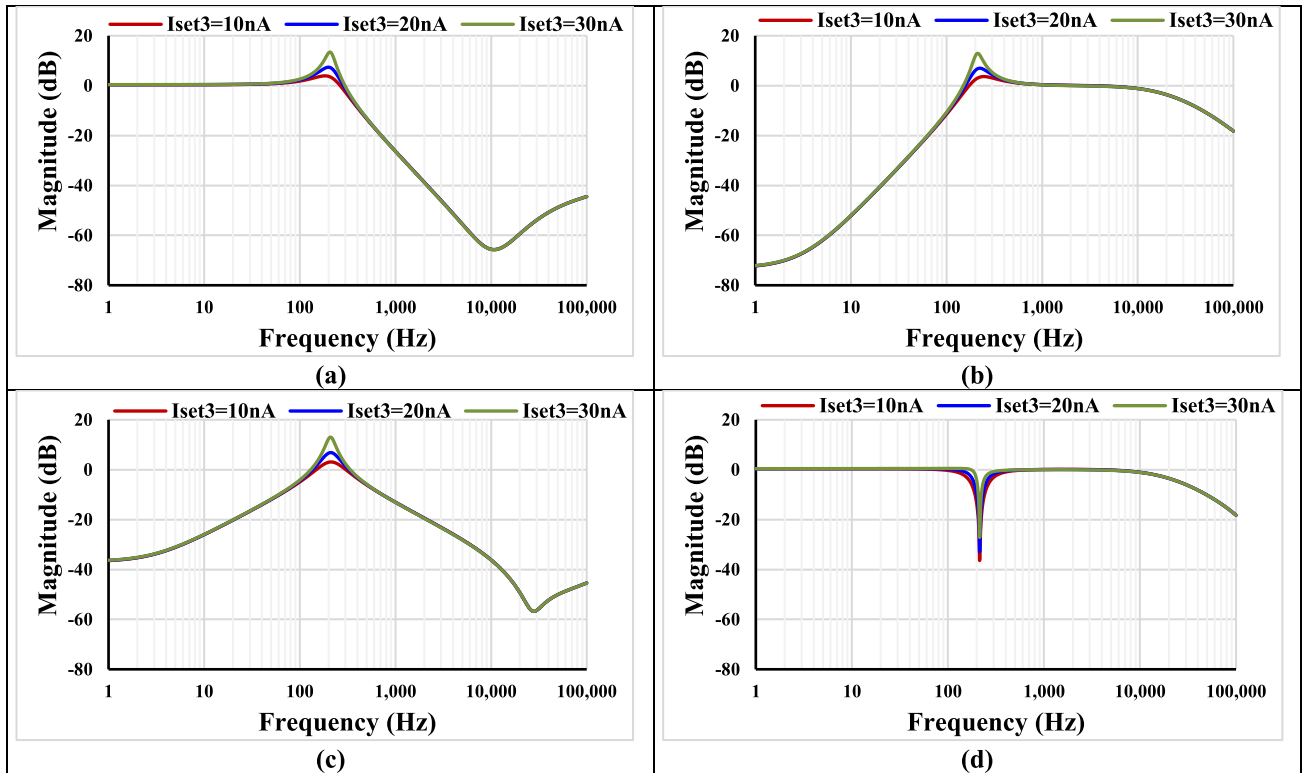 Iset3=10nA Iset3=20nA Iset3=30nA
20
0
-20
-40
-60
-80
Magnitude (dB)
1 10 100 1,000 10,000 100,000
Frequency (Hz)
(a)
Iset3=10nA Iset3=20nA Iset3=30nA
20
0
-20
-40
-60
-80
Magnitude (dB)
1 10 100 1,000 10,000 100,000
Frequency (Hz)
(b)
Iset3=10nA Iset3=20nA Iset3=30nA
20
0
-20
-40
-60
-80
Magnitude (dB)
1 10 100 1,000 10,000 100,000
Frequency (Hz)
(c)
Iset3=10nA Iset3=20nA Iset3=30nA
20
0
-20
-40
-60
-80
Magnitude (dB)
1 10 100 1,000 10,000 100,000
Frequency (Hz)
(d)